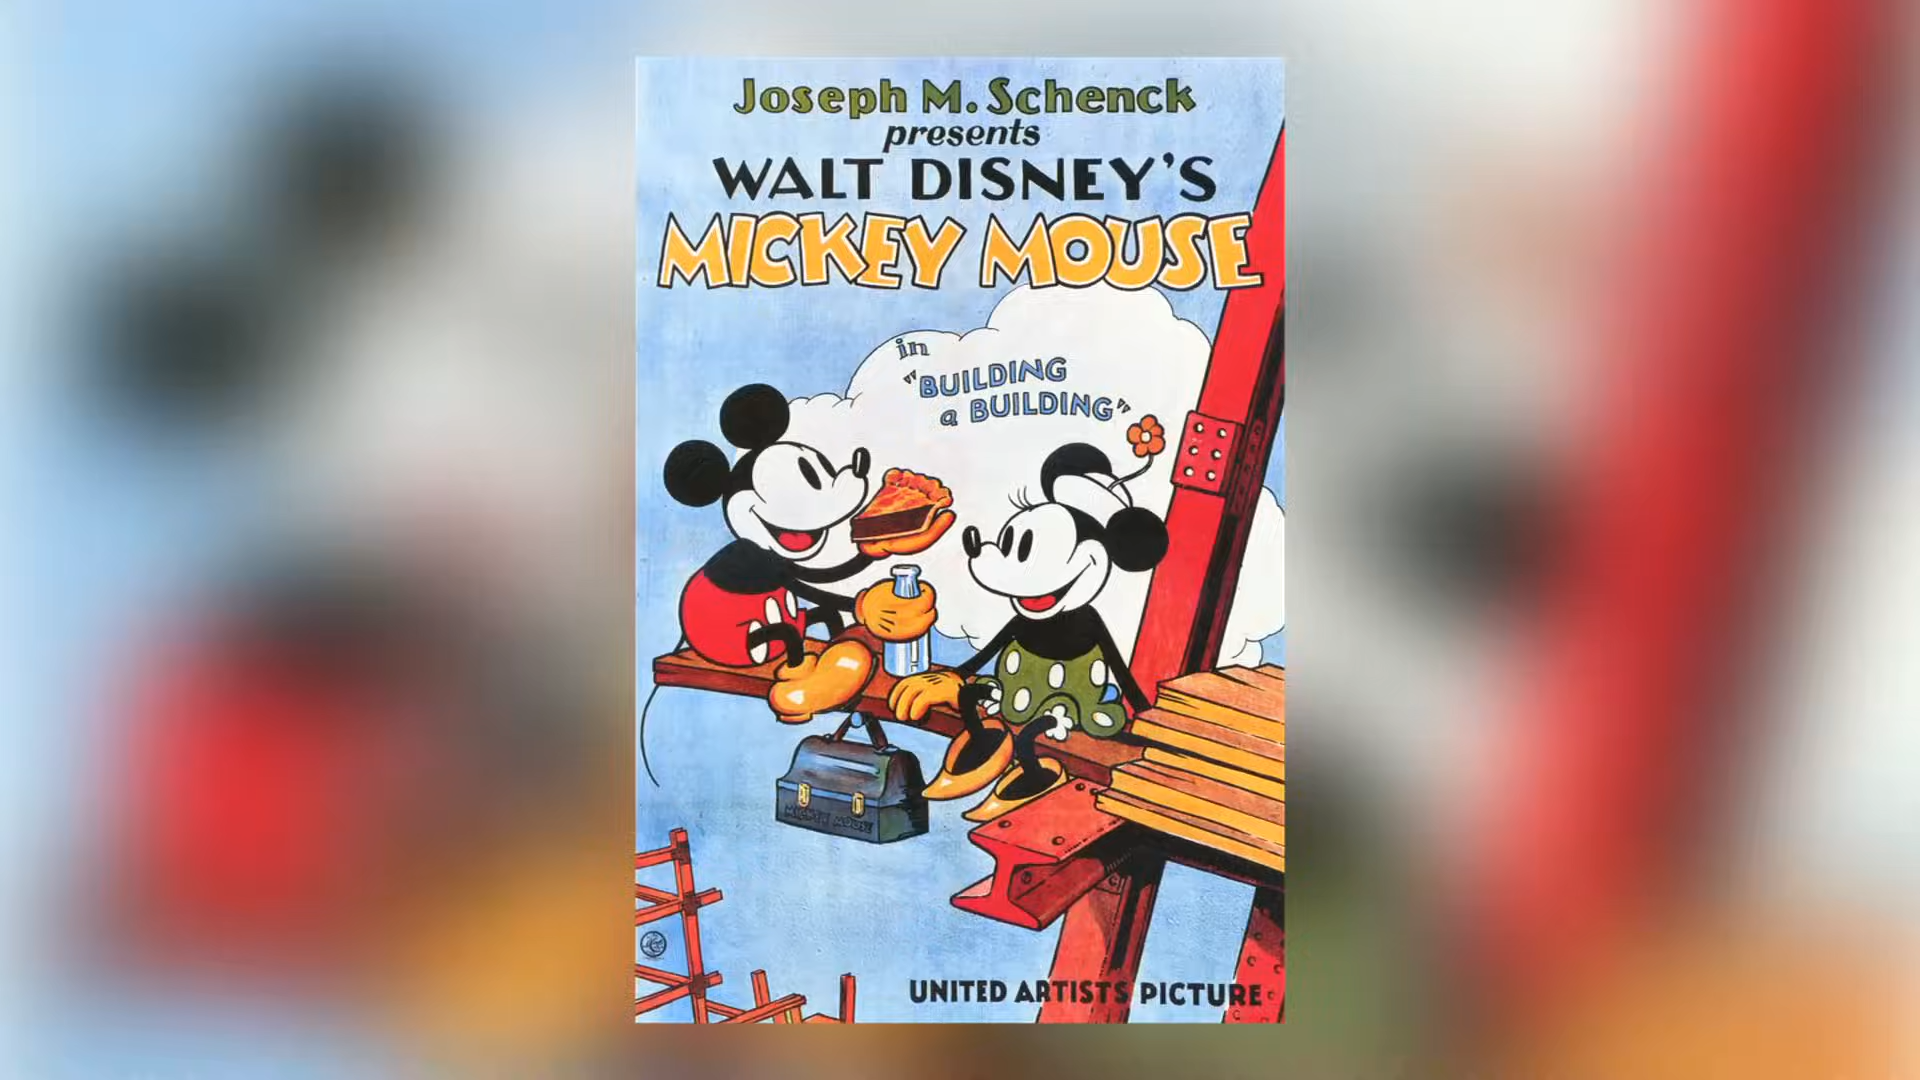 Joseph M. Schenck
presents
WALT DISNEY'S
MICKEY MOUSE
in
"BUILDING
a BUILDING"
MICKEY MOUSE
UNITED ARTISTS PICTURE